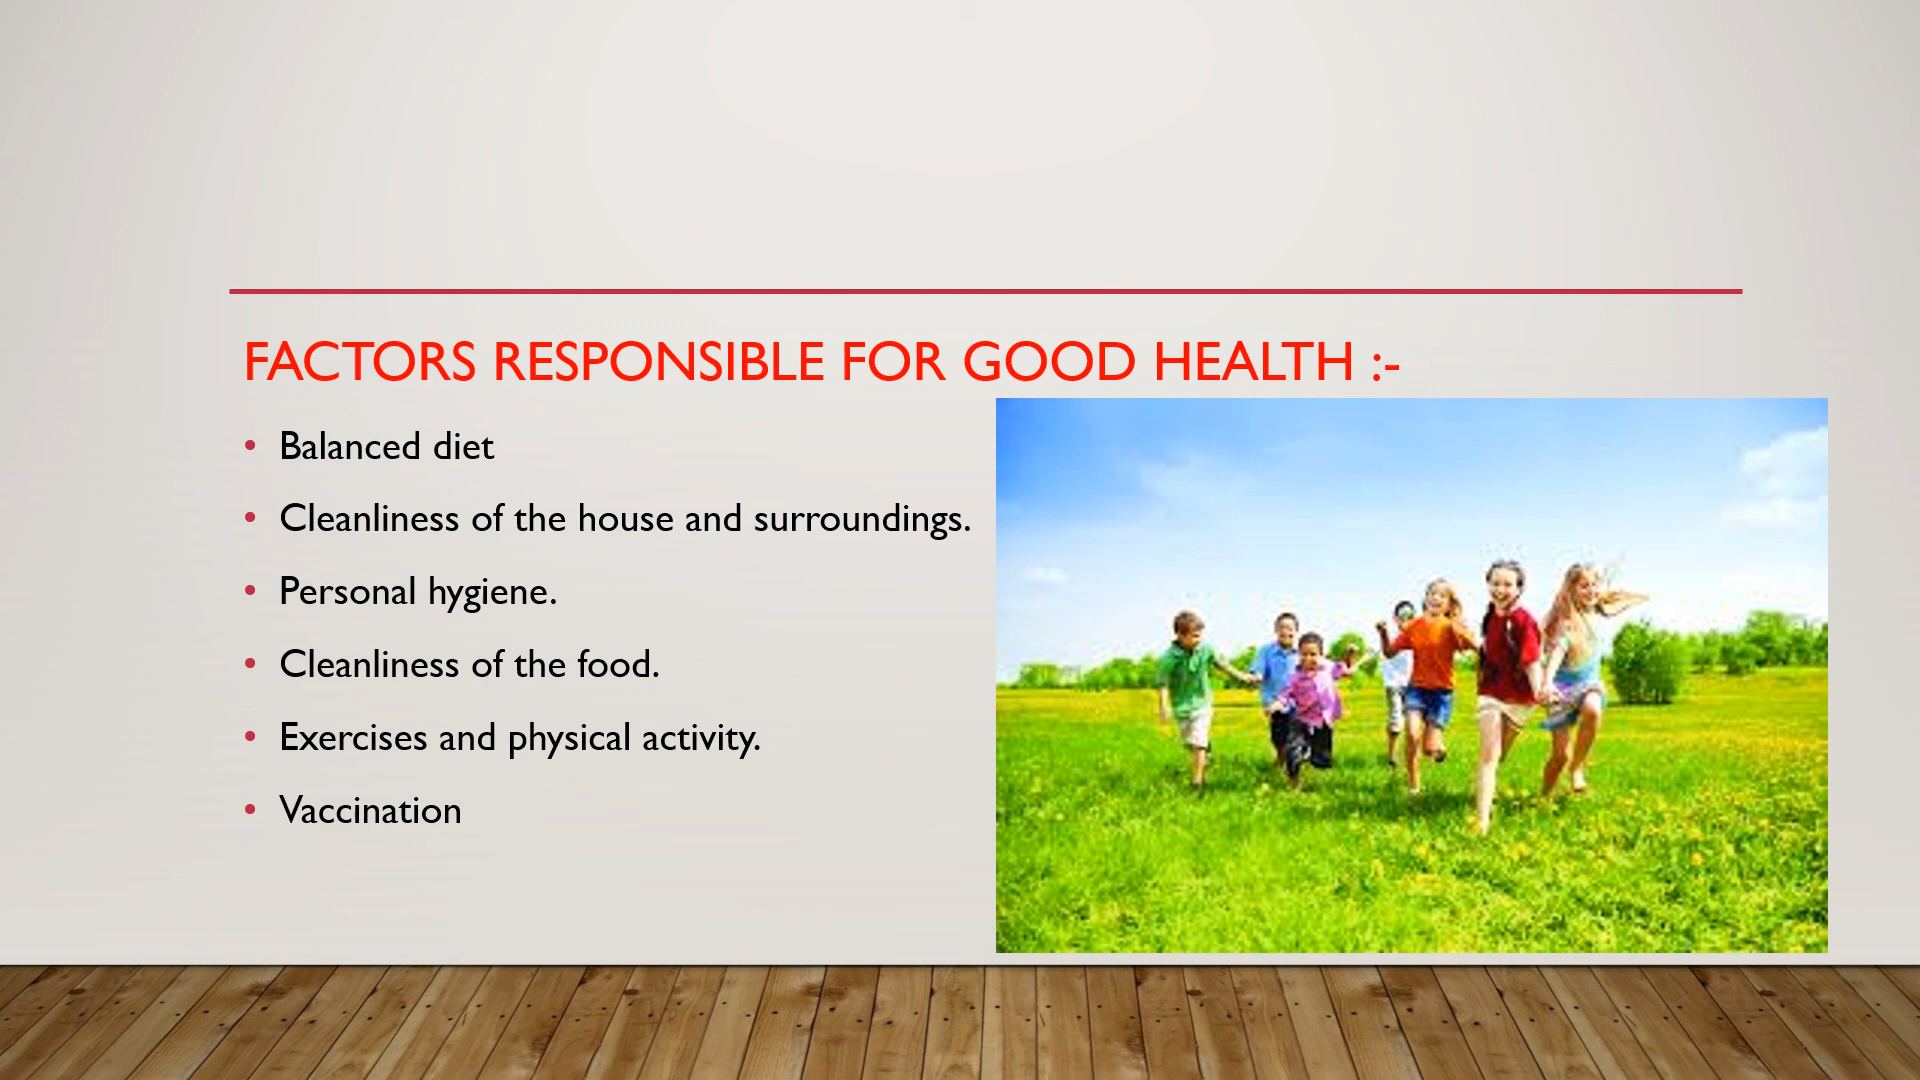 FACTORS RESPONSIBLE FOR GOOD HEALTH :-
• Balanced diet
• Cleanliness of the house and surroundings.
• Personal hygiene.
• Cleanliness of the food.
• Exercises and physical activity.
• Vaccination